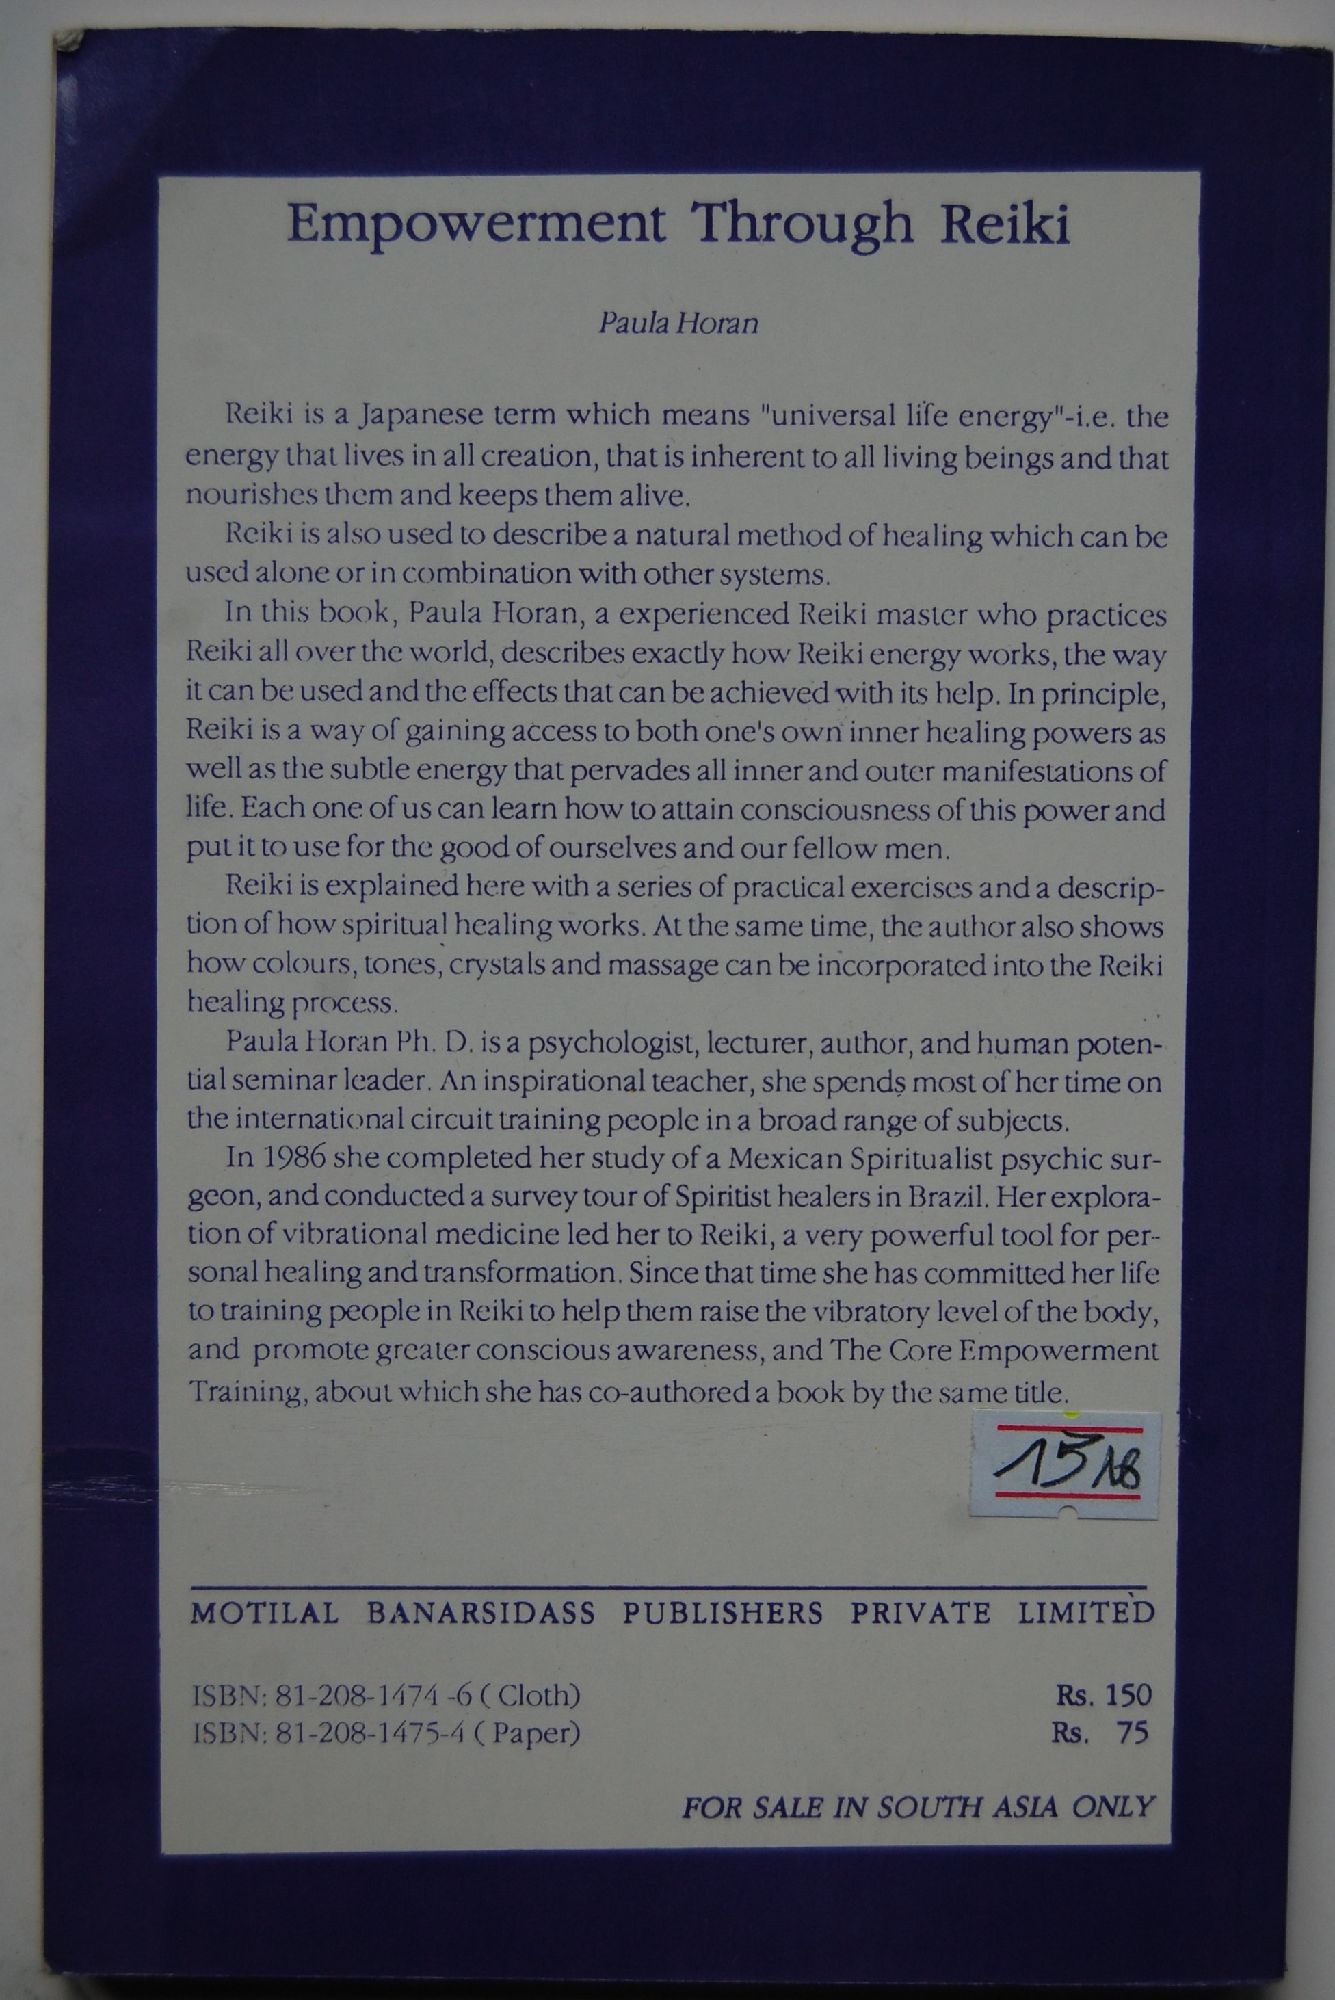 Empowerment Through Reiki
Paula Horan
Reiki is a Japanese term which means "universal life energy"-i.e. the
energy that lives in all creation, that is inherent to all living beings and that
nourishes them and keeps them alive.
Reiki is also used to describe a natural method of healing which can be
used alone or in combination with other systems.
In this book, Paula Horan, a experienced Reiki master who practices
Reiki all over the world, describes exactly how Reiki energy works, the way
it can be used and the effects that can be achieved with its help. In principle,
Reiki is a way of gaining access to both one's own inner healing powers as
well as the subtle energy that pervades all inner and outer manifestations of
life. Each one of us can learn how to attain consciousness of this power and
put it to use for the good of ourselves and our fellow men.
Reiki is explained here with a series of practical exercises and a descrip-
tion of how spiritual healing works. At the same time, the author also shows
how colours, tones, crystals and massage can be incorporated into the Reiki
healing process.
Paula Horan Ph. D. is a psychologist, lecturer, author, and human poten-
tial seminar leader. An inspirational teacher, she spends most of her time on
the international circuit training people in a broad range of subjects.
In 1986 she completed her study of a Mexican Spiritualist psychic sur-
geon, and conducted a survey tour of Spiritist healers in Brazil. Her explora-
tion of vibrational medicine led her to Reiki, a very powerful tool for per-
sonal healing and transformation. Since that time she has committed her life
to training people in Reiki to help them raise the vibratory level of the body,
and promote greater conscious awareness, and The Core Empowerment
Training, about which she has co-authored a book by the same title.
15
MOTILAL BANARSIDASS PUBLISHERS PRIVATE LIMITED
ISBN: 81-208-1474 -6 ( Cloth) Rs. 150
ISBN: 81-208-1475-4 ( Paper) Rs. 75
FOR SALE IN SOUTH ASIA ONLY